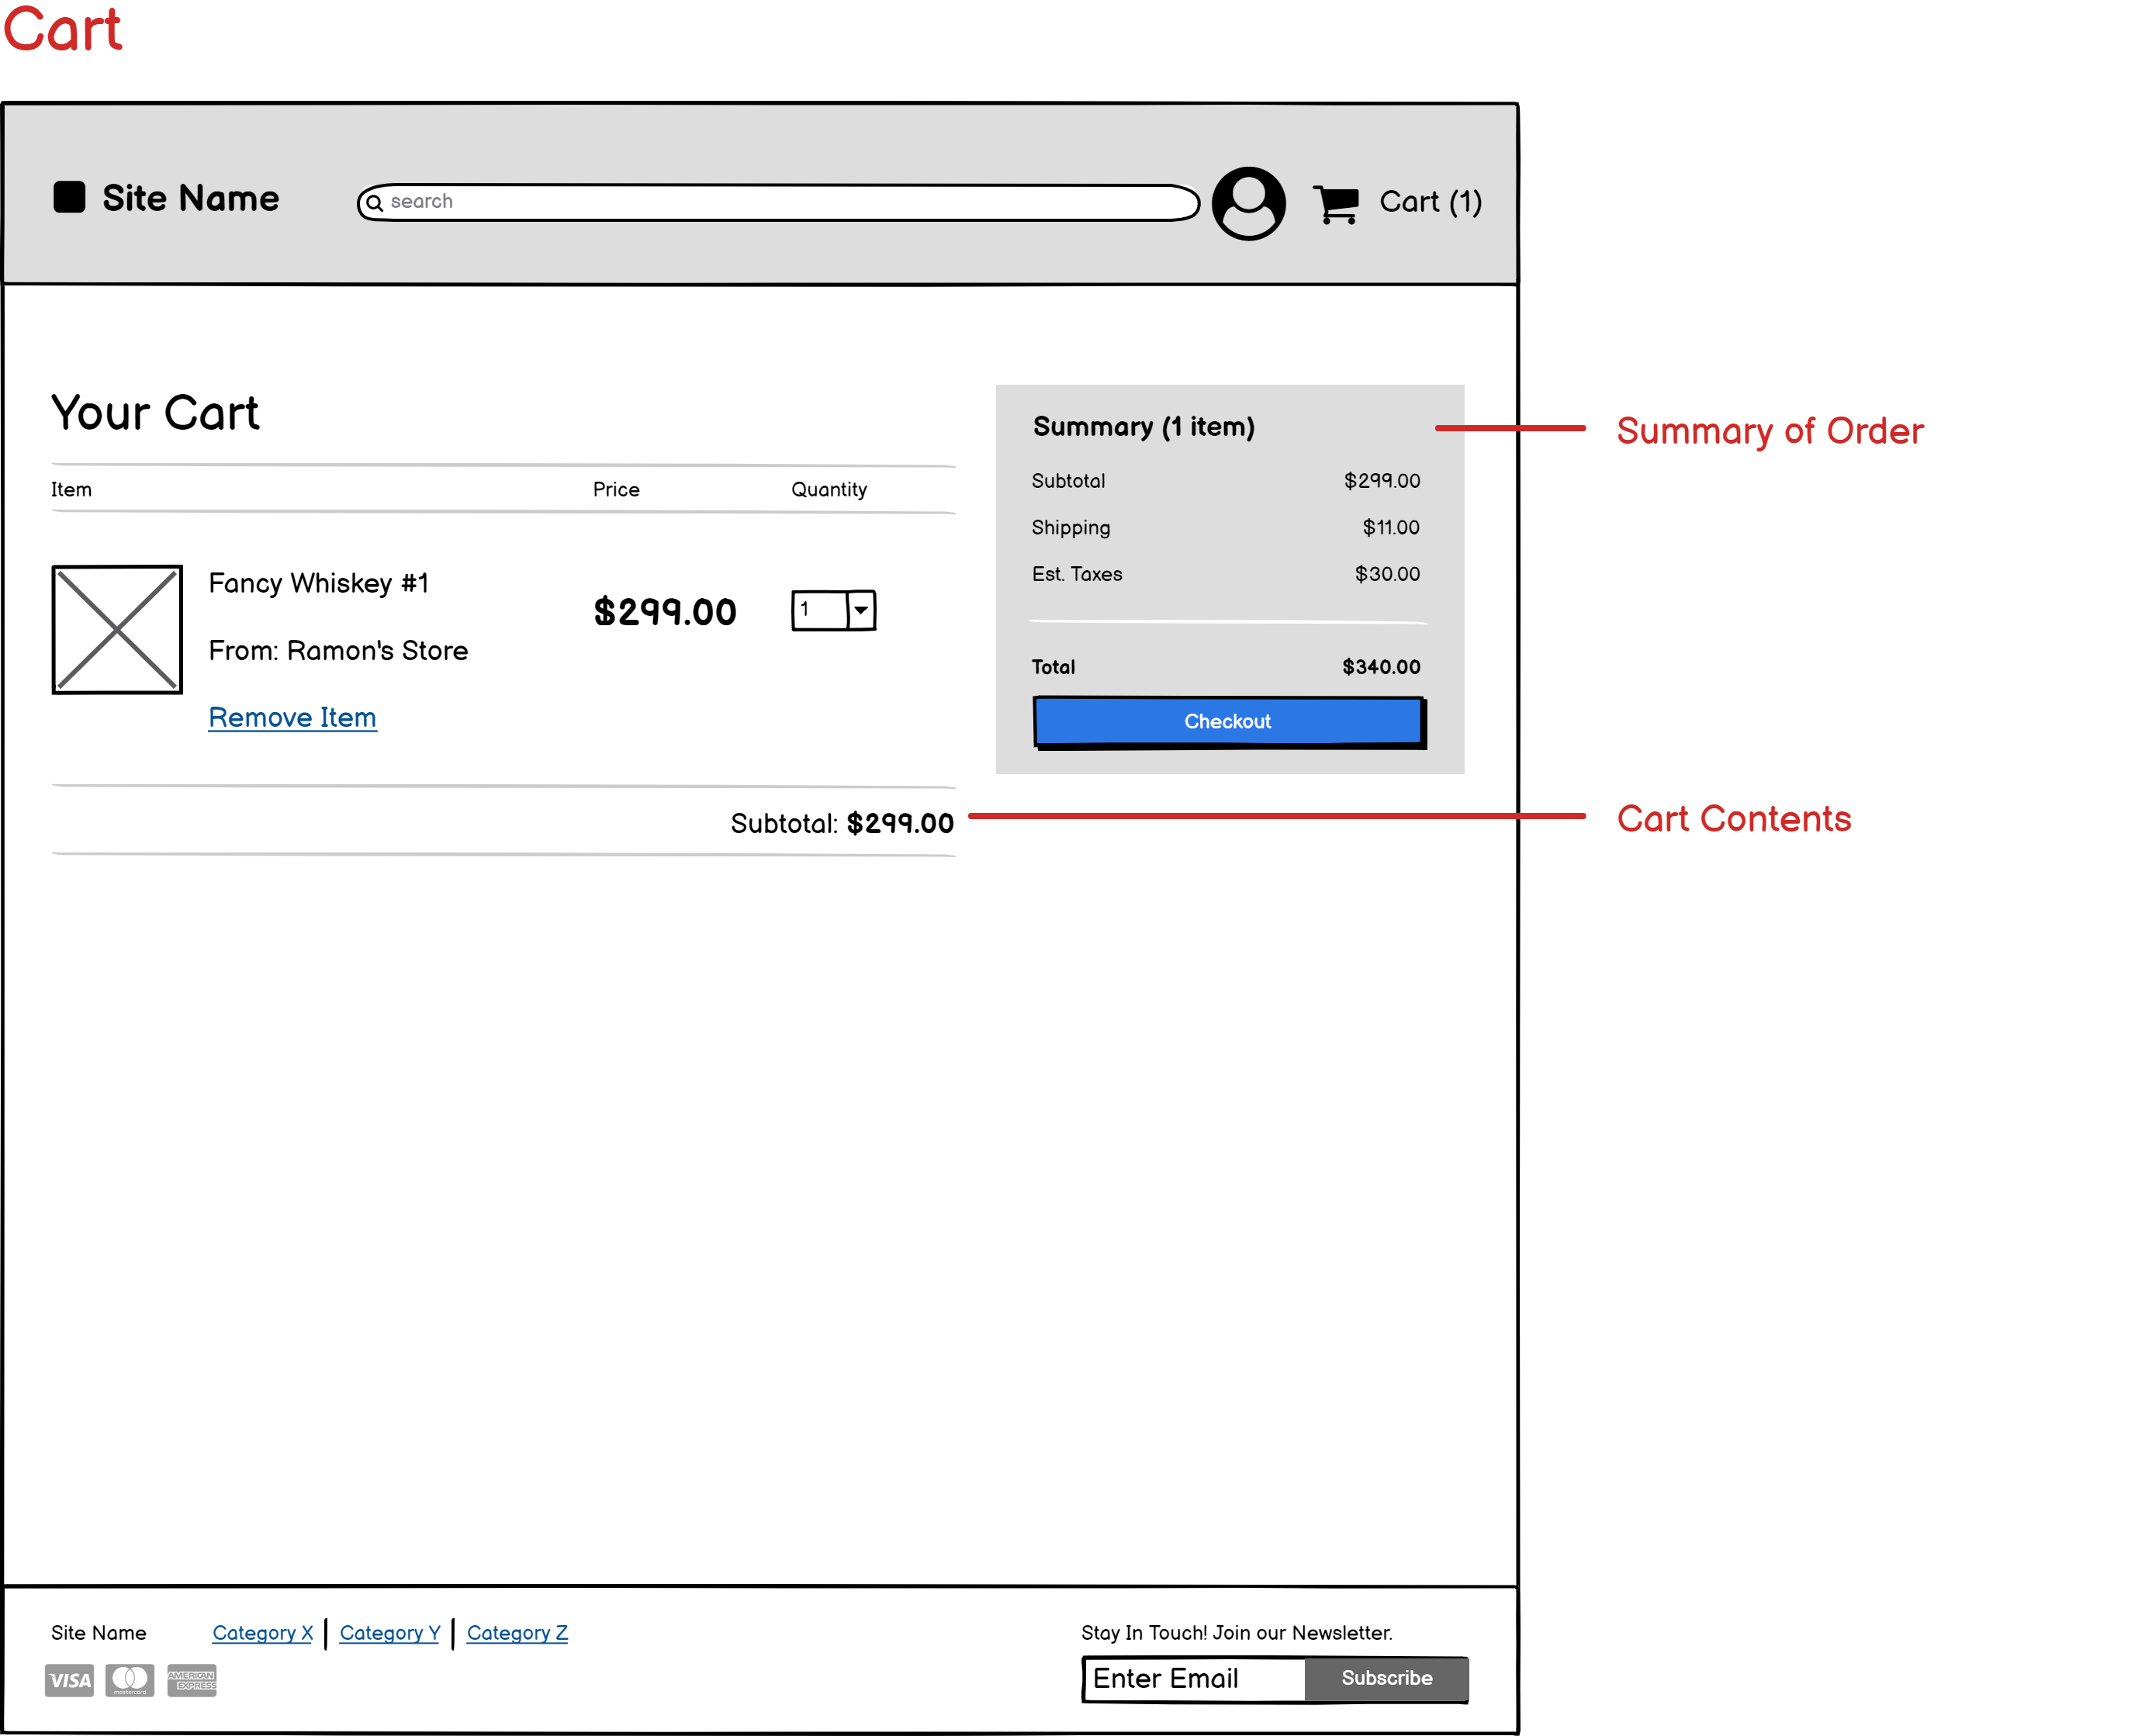 Cart
Site Name
search
Cart (1)
Your Cart
Item Price Quantity
Fancy Whiskey #1
From: Ramon's Store
Remove Item
$299.00
1
Subtotal: $299.00
Summary (1 item)
Subtotal $299.00
Shipping $11.00
Est. Taxes $30.00
Total $340.00
Checkout
Summary of Order
Cart Contents
Site Name
Category X
Category Y
Category Z
VISA
mastercard
AMERICAN
EXPRESS
Stay In Touch! Join our Newsletter.
Enter Email
Subscribe